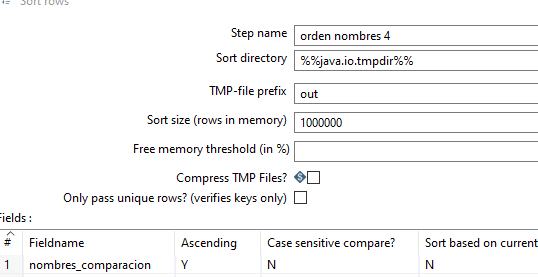 Sort rows
Step name orden nombres 4
Sort directory %%java.io.tmpdir%%
TMP-file prefix out
Sort size (rows in memory) 1000000
Free memory threshold (in %)
Compress TMP Files?
Only pass unique rows? (verifies keys only)
Fields :
# Fieldname Ascending Case sensitive compare? Sort based on current
1 nombres_comparacion Y N N